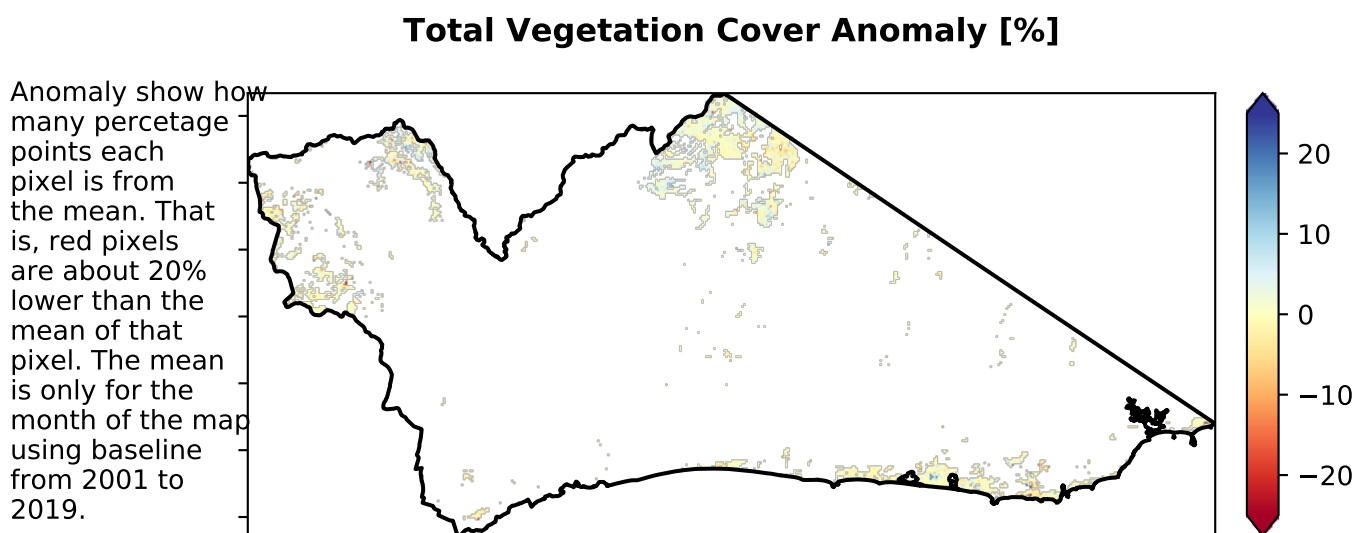 Total Vegetation Cover Anomaly [%]
Anomaly show how
many percetage
points each
pixel is from
the mean. That
is, red pixels
are about 20%
lower than the
mean of that
pixel. The mean
is only for the
month of the map
using baseline
from 2001 to
2019.
20
10
0
−10
−20